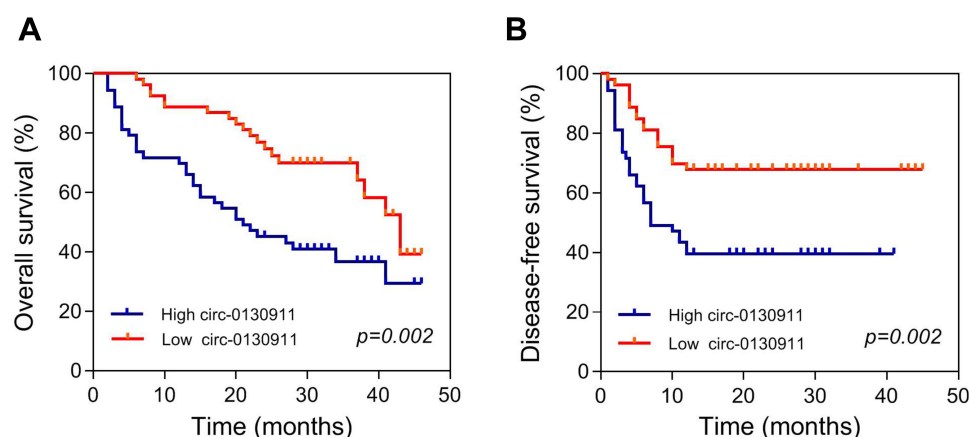 A
Overall survival (%)
100
80
60
40
20
0
High circ-0130911
Low circ-0130911
p=0.002
0 10 20 30 40 50
Time (months)
B
Disease-free survival (%)
100
80
60
40
20
0
High circ-0130911
Low circ-0130911
p=0.002
0 10 20 30 40 50
Time (months)